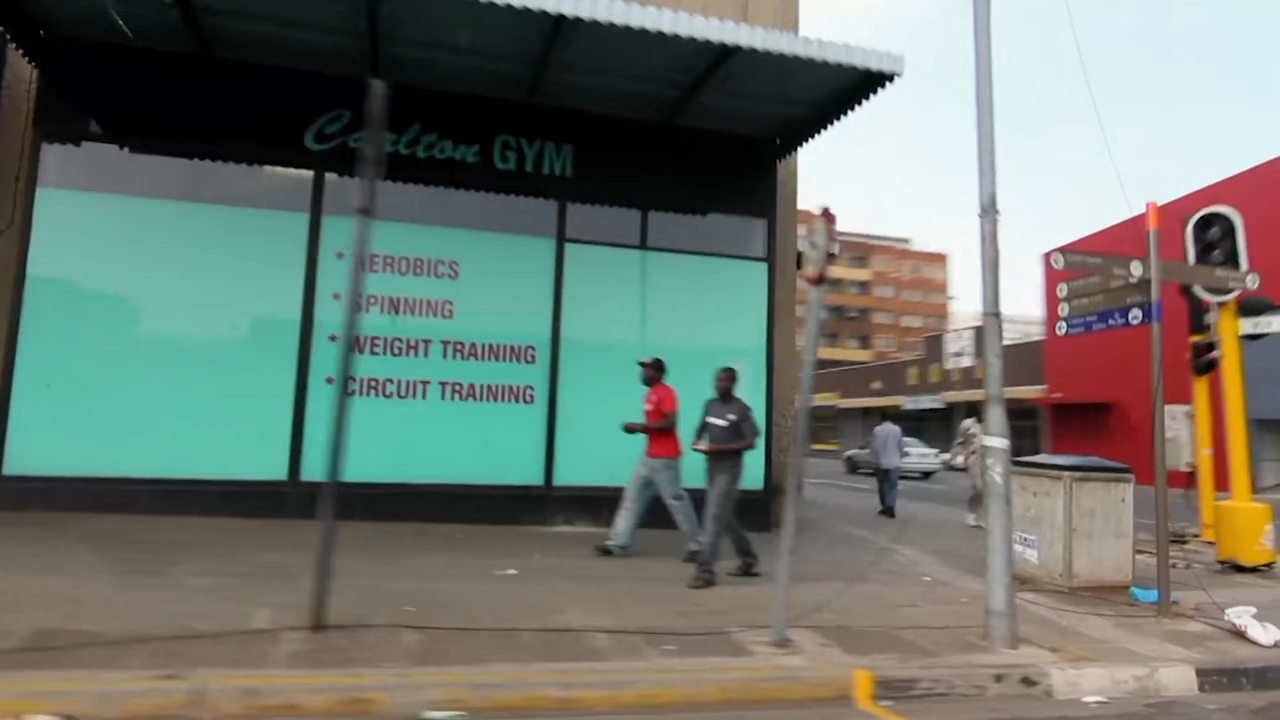 Carlton GYM
* AEROBICS
* SPINNING
* WEIGHT TRAINING
* CIRCUIT TRAINING